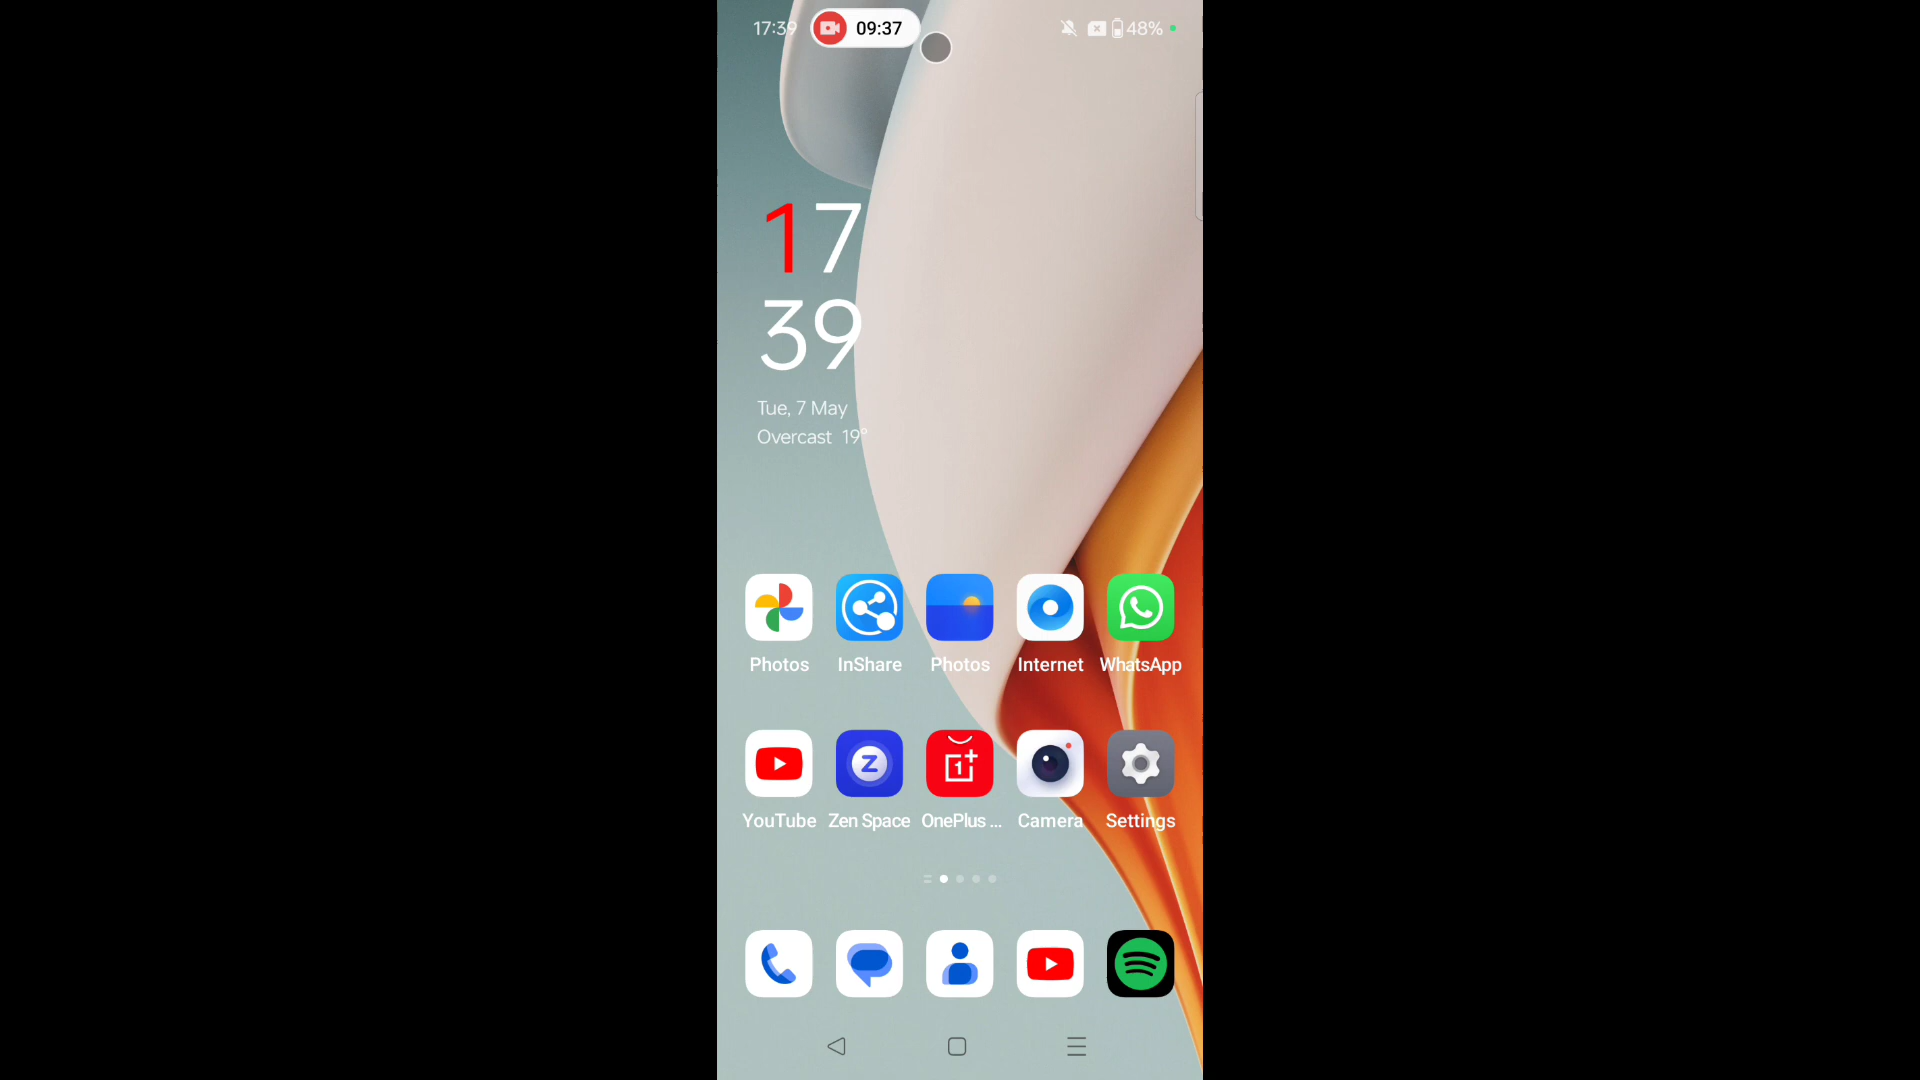 17:39 09:37 48%
17
39
Tue, 7 May
Overcast 19°
Photos InShare Photos Internet WhatsApp
YouTube Zen Space OnePlus ... Camera Settings